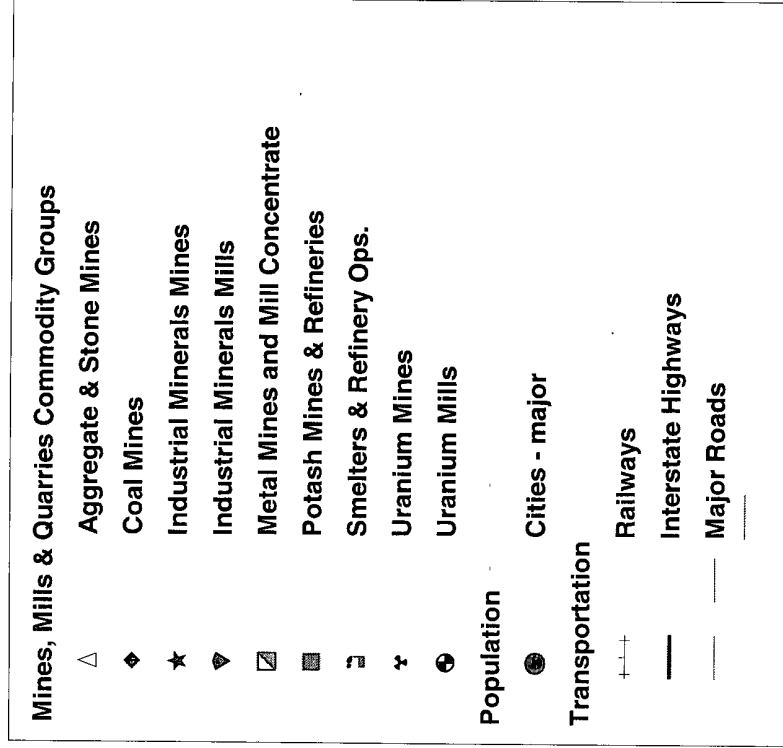 Mines, Mills & Quarries Commodity Groups
Aggregate & Stone Mines
Coal Mines
Industrial Minerals Mines
Industrial Minerals Mills
Metal Mines and Mill Concentrate
Potash Mines & Refineries
Smelters & Refinery Ops.
Uranium Mines
Uranium Mills
Population
Cities - major
Transportation
Railways
Interstate Highways
Major Roads